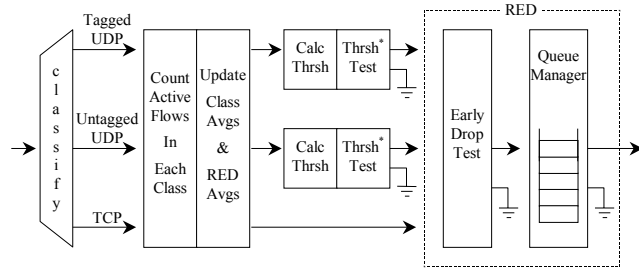 RED
Tagged
UDP
Untagged
UDP
TCP
classify
Count
Active
Flows
In
Each
Class
Update
Class
Avgs
&
RED
Avgs
Calc
Thrsh
Thrsh*
Test
Calc
Thrsh
Thrsh*
Test
Early
Drop
Test
Queue
Manager